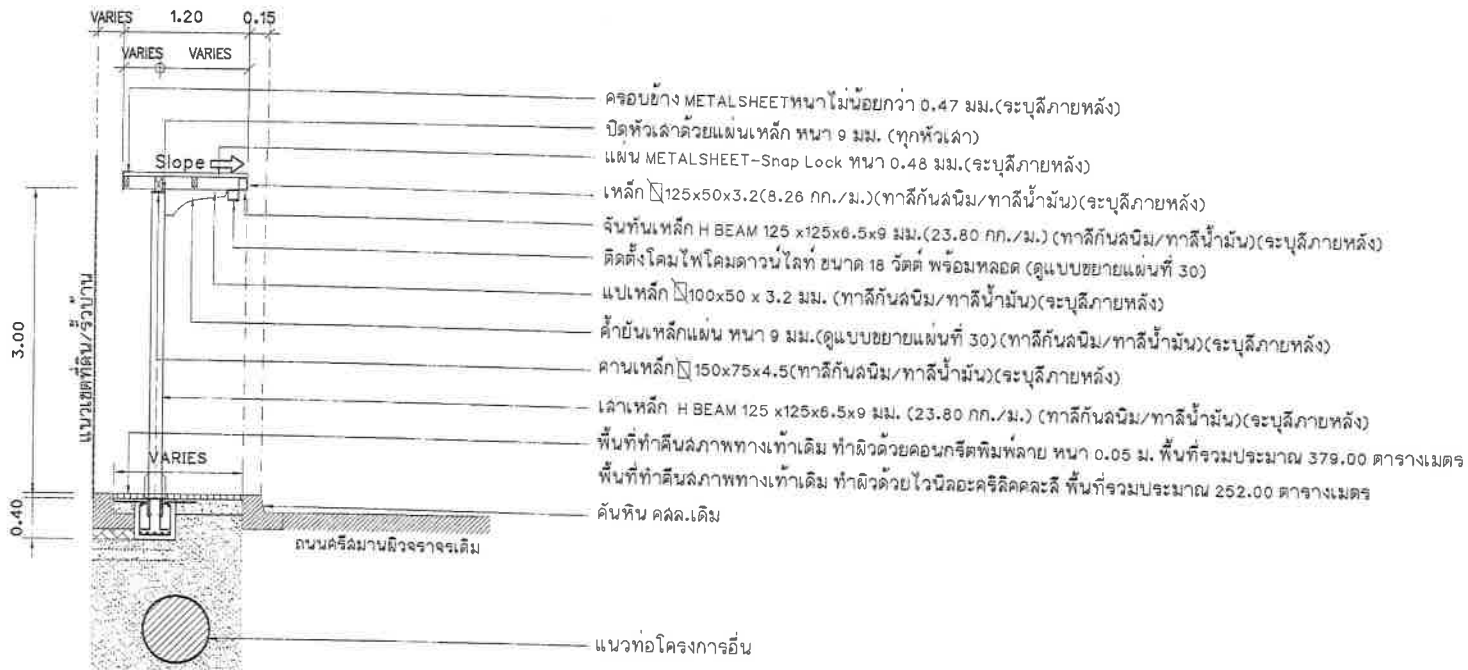 VARIES 1.20 0.15
VARIES VARIES
ครอบข้าง METALSHEETหนาไม่น้อยกว่า 0.47 มม.(ระบุสีภายหลัง)
ปิดหัวเสาด้วยแผ่นเหล็ก หนา 9 มม. (ทุกหัวเสา)
Slope
แผ่น METALSHEET-Snap Lock หนา 0.48 มม.(ระบุสีภายหลัง)
เหล็ก 125x50x3.2(8.26 กก./ม.)(ทาสีกันสนิม/ทาสีน้ำมัน)(ระบุสีภายหลัง)
จันทันเหล็ก H BEAM 125 x125x6.5x9 มม.(23.80 กก./ม.) (ทาสีกันสนิม/ทาสีน้ำมัน)(ระบุสีภายหลัง)
ติดตั้งโคมไฟโคมดาวน์ไลท์ ขนาด 18 วัตต์ พร้อมหลอด (ดูแบบขยายแผ่นที่ 30)
แปเหล็ก 100x50 x 3.2 มม. (ทาสีกันสนิม/ทาสีน้ำมัน)(ระบุสีภายหลัง)
ค้ำยันเหล็กแผ่น หนา 9 มม.(ดูแบบขยายแผ่นที่ 30)(ทาสีกันสนิม/ทาสีน้ำมัน)(ระบุสีภายหลัง)
คานเหล็ก 150x75x4.5(ทาสีกันสนิม/ทาสีน้ำมัน)(ระบุสีภายหลัง)
เสาเหล็ก H BEAM 125 x125x6.5x9 มม. (23.80 กก./ม.) (ทาสีกันสนิม/ทาสีน้ำมัน)(ระบุสีภายหลัง)
3.00
แนวเขตที่ดิน/รั้วบ้าน
VARIES
พื้นที่ทำคืนสภาพทางเท้าเดิม ทำผิวด้วยคอนกรีตพิมพ์ลาย หนา 0.05 ม. พื้นที่รวมประมาณ 379.00 ตารางเมตร
พื้นที่ทำคืนสภาพทางเท้าเดิม ทำผิวด้วยไวนิลอะคริลิคคละสี พื้นที่รวมประมาณ 252.00 ตารางเมตร
0.40
คันหิน คสล.เดิม
ถนนศรีสมานผิวจราจรเดิม
แนวท่อโครงการอื่น